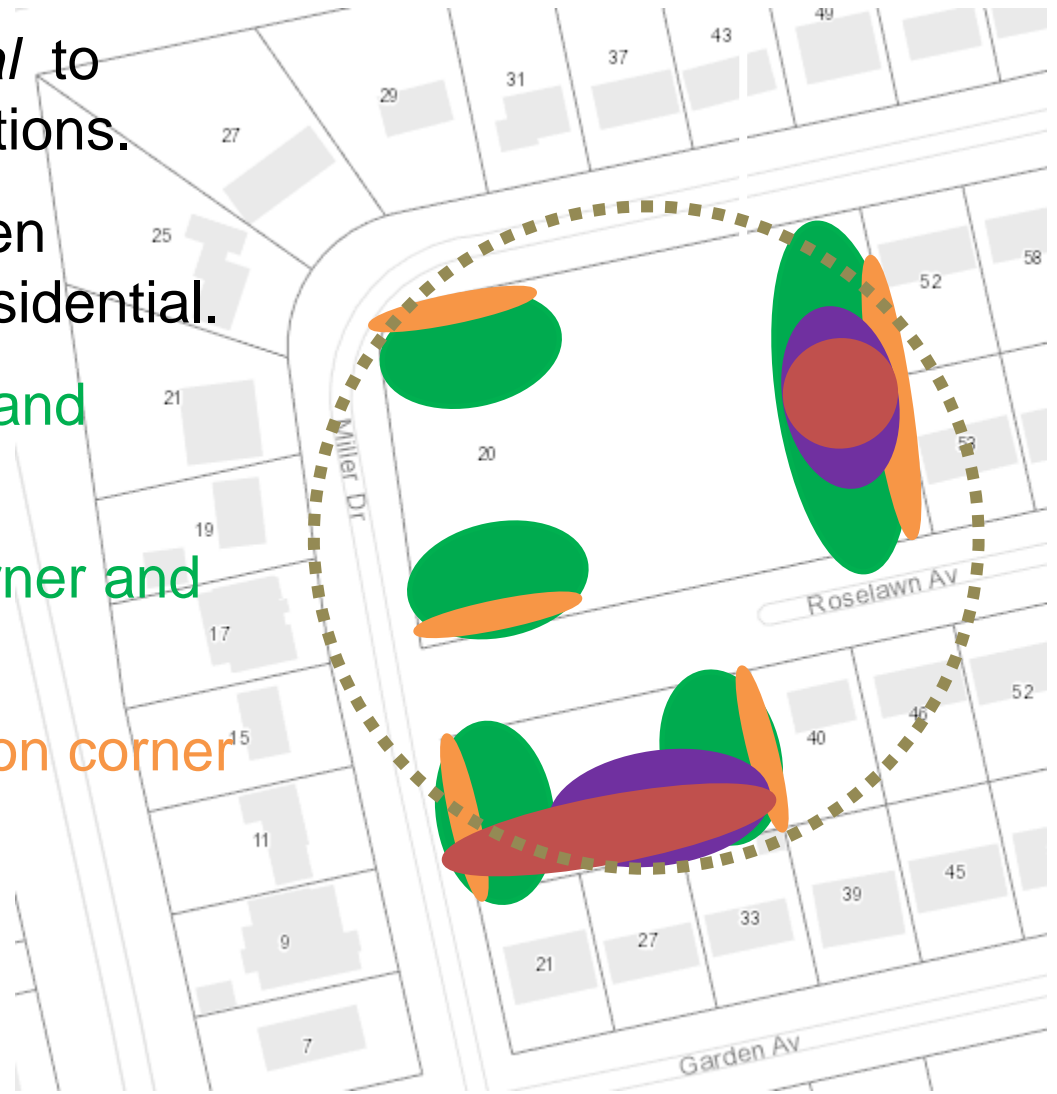 al to
tions.
en
sidential.
and
ner and
on corner
49
43
37
31
29
27
25
52
58
21
20
53
Miller Dr
19
17
Roselawn Av
52
46
40
15
11
45
39
33
27
21
9
7
Garden Av